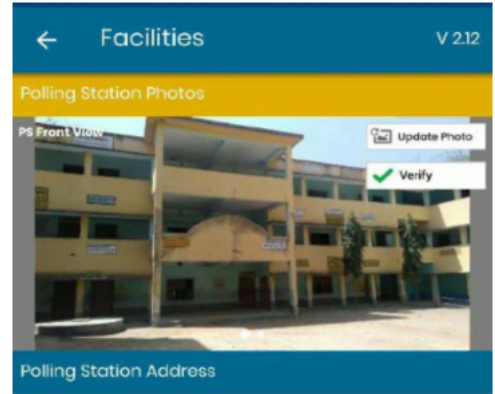 Facilities
V 2.12
Polling Station Photos
PS Front View
Update Photo
Verify
Polling Station Address